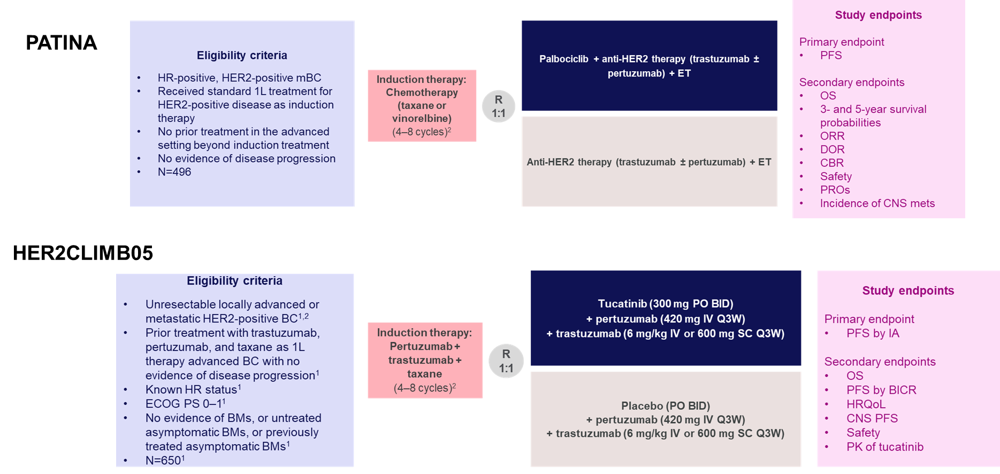 PATINA
Eligibility criteria
• HR-positive, HER2-positive mBC
• Received standard 1L treatment for
HER2-positive disease as induction
therapy
• No prior treatment in the advanced
setting beyond induction treatment
• No evidence of disease progression
• N=496
Induction therapy:
Chemotherapy
(taxane or
vinorelbine)
(4–8 cycles)2
R
1:1
Palbociclib + anti-HER2 therapy (trastuzumab ±
pertuzumab) + ET
Anti-HER2 therapy (trastuzumab ± pertuzumab) + ET
Study endpoints
Primary endpoint
• PFS
Secondary endpoints
• OS
• 3- and 5-year survival
probabilities
• ORR
• DOR
• CBR
• Safety
• PROs
• Incidence of CNS mets
HER2CLIMB05
Eligibility criteria
• Unresectable locally advanced or
metastatic HER2-positive BC1,2
• Prior treatment with trastuzumab,
pertuzumab, and taxane as 1L
therapy advanced BC with no
evidence of disease progression1
• Known HR status1
• ECOG PS 0–11
• No evidence of BMs, or untreated
asymptomatic BMs, or previously
treated asymptomatic BMs1
• N=6501
Induction therapy:
Pertuzumab +
trastuzumab +
taxane
(4–8 cycles)2
R
1:1
Tucatinib (300 mg PO BID)
+ pertuzumab (420 mg IV Q3W)
+ trastuzumab (6 mg/kg IV or 600 mg SC Q3W)
Placebo (PO BID)
+ pertuzumab (420 mg IV Q3W)
+ trastuzumab (6 mg/kg IV or 600 mg SC Q3W)
Study endpoints
Primary endpoint
• PFS by IA
Secondary endpoints
• OS
• PFS by BICR
• HRQoL
• CNS PFS
• Safety
• PK of tucatinib